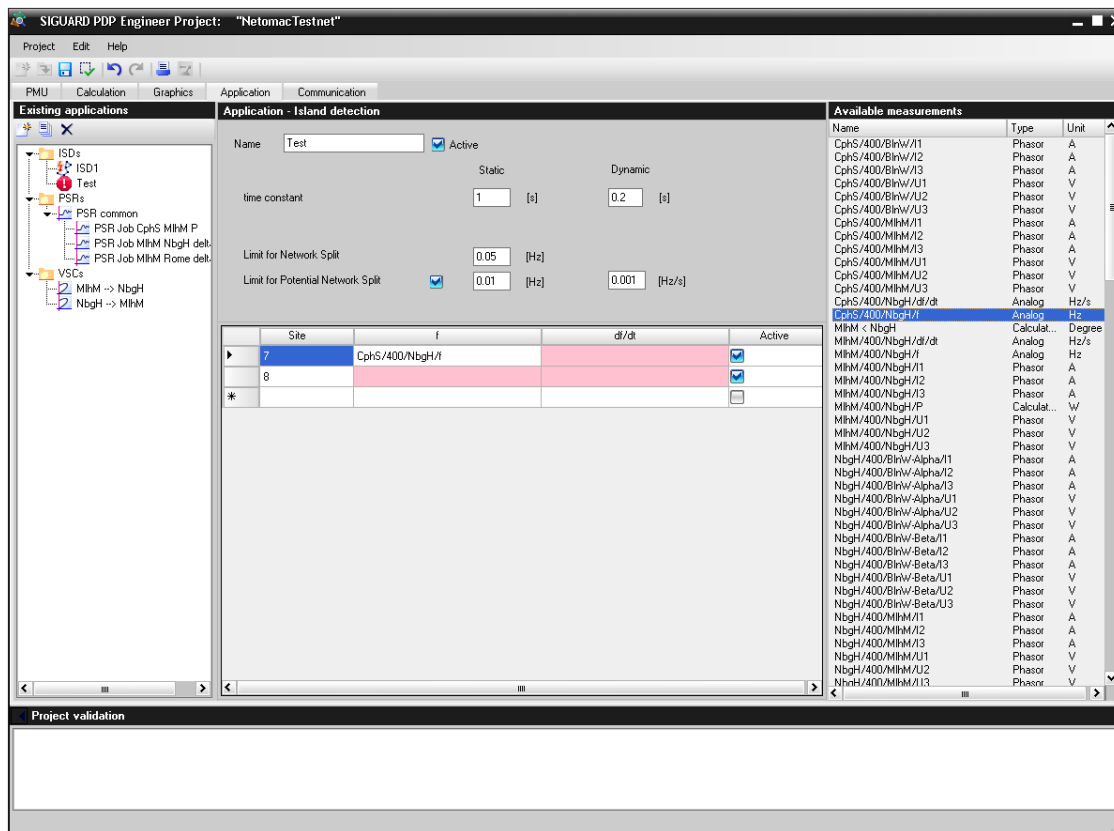 SIGUARD PDP Engineer Project: "NetomacTestnet"
Project Edit Help
PMU Calculation Graphics Application Communication
Existing applications
ISDs
ISD1
Test
PSRs
PSR common
PSR Job CphS MlhM P
PSR Job MlhM NbgH delt
PSR Job MlhM Rome delt
VSCs
MlhM --> NbgH
NbgH --> MlhM
Application - Island detection
Name Test Active
Static Dynamic
time constant 1 [s] 0.2 [s]
Limit for Network Split 0.05 [Hz]
Limit for Potential Network Split 0.01 [Hz] 0.001 [Hz/s]
Site f df/dt Active
7 CphS/400/NbgH/f
8
Available measurements
Name Type Unit
CphS/400/BlnW/I1 Phasor A
CphS/400/BlnW/I2 Phasor A
CphS/400/BlnW/I3 Phasor A
CphS/400/BlnW/U1 Phasor V
CphS/400/BlnW/U2 Phasor V
CphS/400/BlnW/U3 Phasor V
CphS/400/MlhM/I1 Phasor A
CphS/400/MlhM/I2 Phasor A
CphS/400/MlhM/I3 Phasor A
CphS/400/MlhM/U1 Phasor V
CphS/400/MlhM/U2 Phasor V
CphS/400/MlhM/U3 Phasor V
CphS/400/NbgH/df/dt Analog Hz/s
CphS/400/NbgH/f Analog Hz
MlhM < NbgH Calculat... Degree
MlhM/400/NbgH/df/dt Analog Hz/s
MlhM/400/NbgH/f Analog Hz
MlhM/400/NbgH/I1 Phasor A
MlhM/400/NbgH/I2 Phasor A
MlhM/400/NbgH/I3 Phasor A
MlhM/400/NbgH/P Calculat... W
MlhM/400/NbgH/U1 Phasor V
MlhM/400/NbgH/U2 Phasor V
MlhM/400/NbgH/U3 Phasor V
NbgH/400/BlnW-Alpha/I1 Phasor A
NbgH/400/BlnW-Alpha/I2 Phasor A
NbgH/400/BlnW-Alpha/I3 Phasor A
NbgH/400/BlnW-Alpha/U1 Phasor V
NbgH/400/BlnW-Alpha/U2 Phasor V
NbgH/400/BlnW-Alpha/U3 Phasor V
NbgH/400/BlnW-Beta/I1 Phasor A
NbgH/400/BlnW-Beta/I2 Phasor A
NbgH/400/BlnW-Beta/I3 Phasor A
NbgH/400/BlnW-Beta/U1 Phasor V
NbgH/400/BlnW-Beta/U2 Phasor V
NbgH/400/BlnW-Beta/U3 Phasor V
NbgH/400/MlhM/I1 Phasor A
NbgH/400/MlhM/I2 Phasor A
NbgH/400/MlhM/I3 Phasor A
NbgH/400/MlhM/U1 Phasor V
NbgH/400/MlhM/U2 Phasor V
NbgH/400/MlhM/U3 Phasor V
Project validation